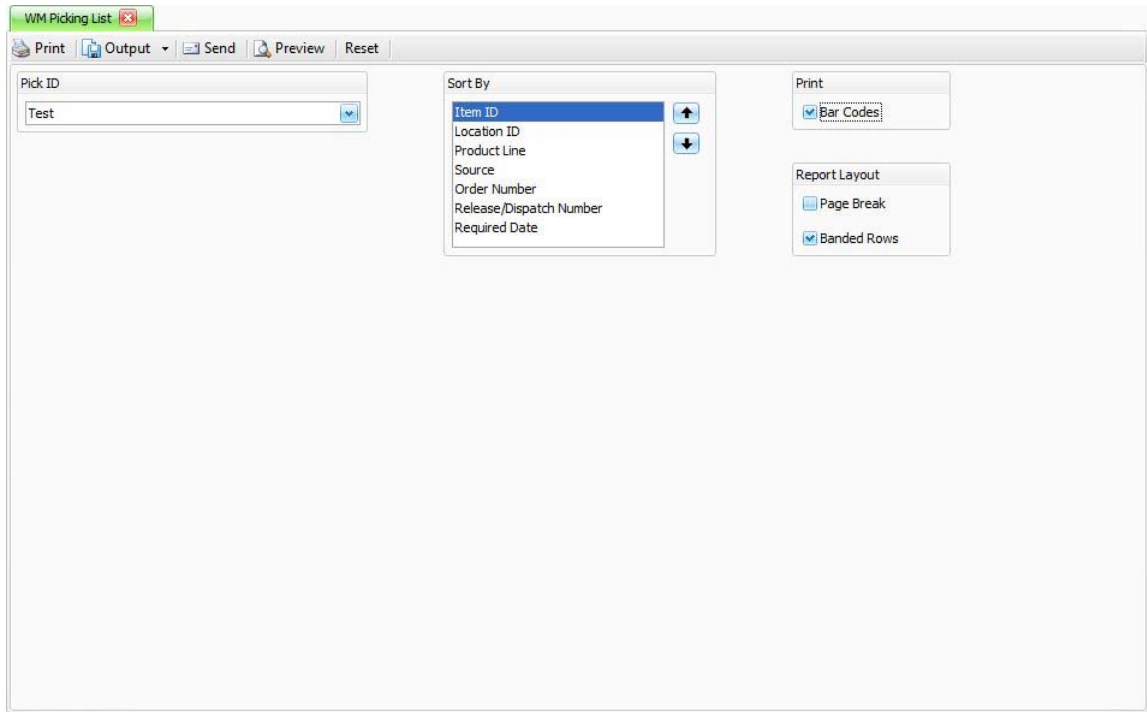 WM Picking List
Print Output Send Preview Reset
Pick ID
Test
Sort By
Item ID
Location ID
Product Line
Source
Order Number
Release/Dispatch Number
Required Date
Print
Bar Codes
Report Layout
Page Break
Banded Rows